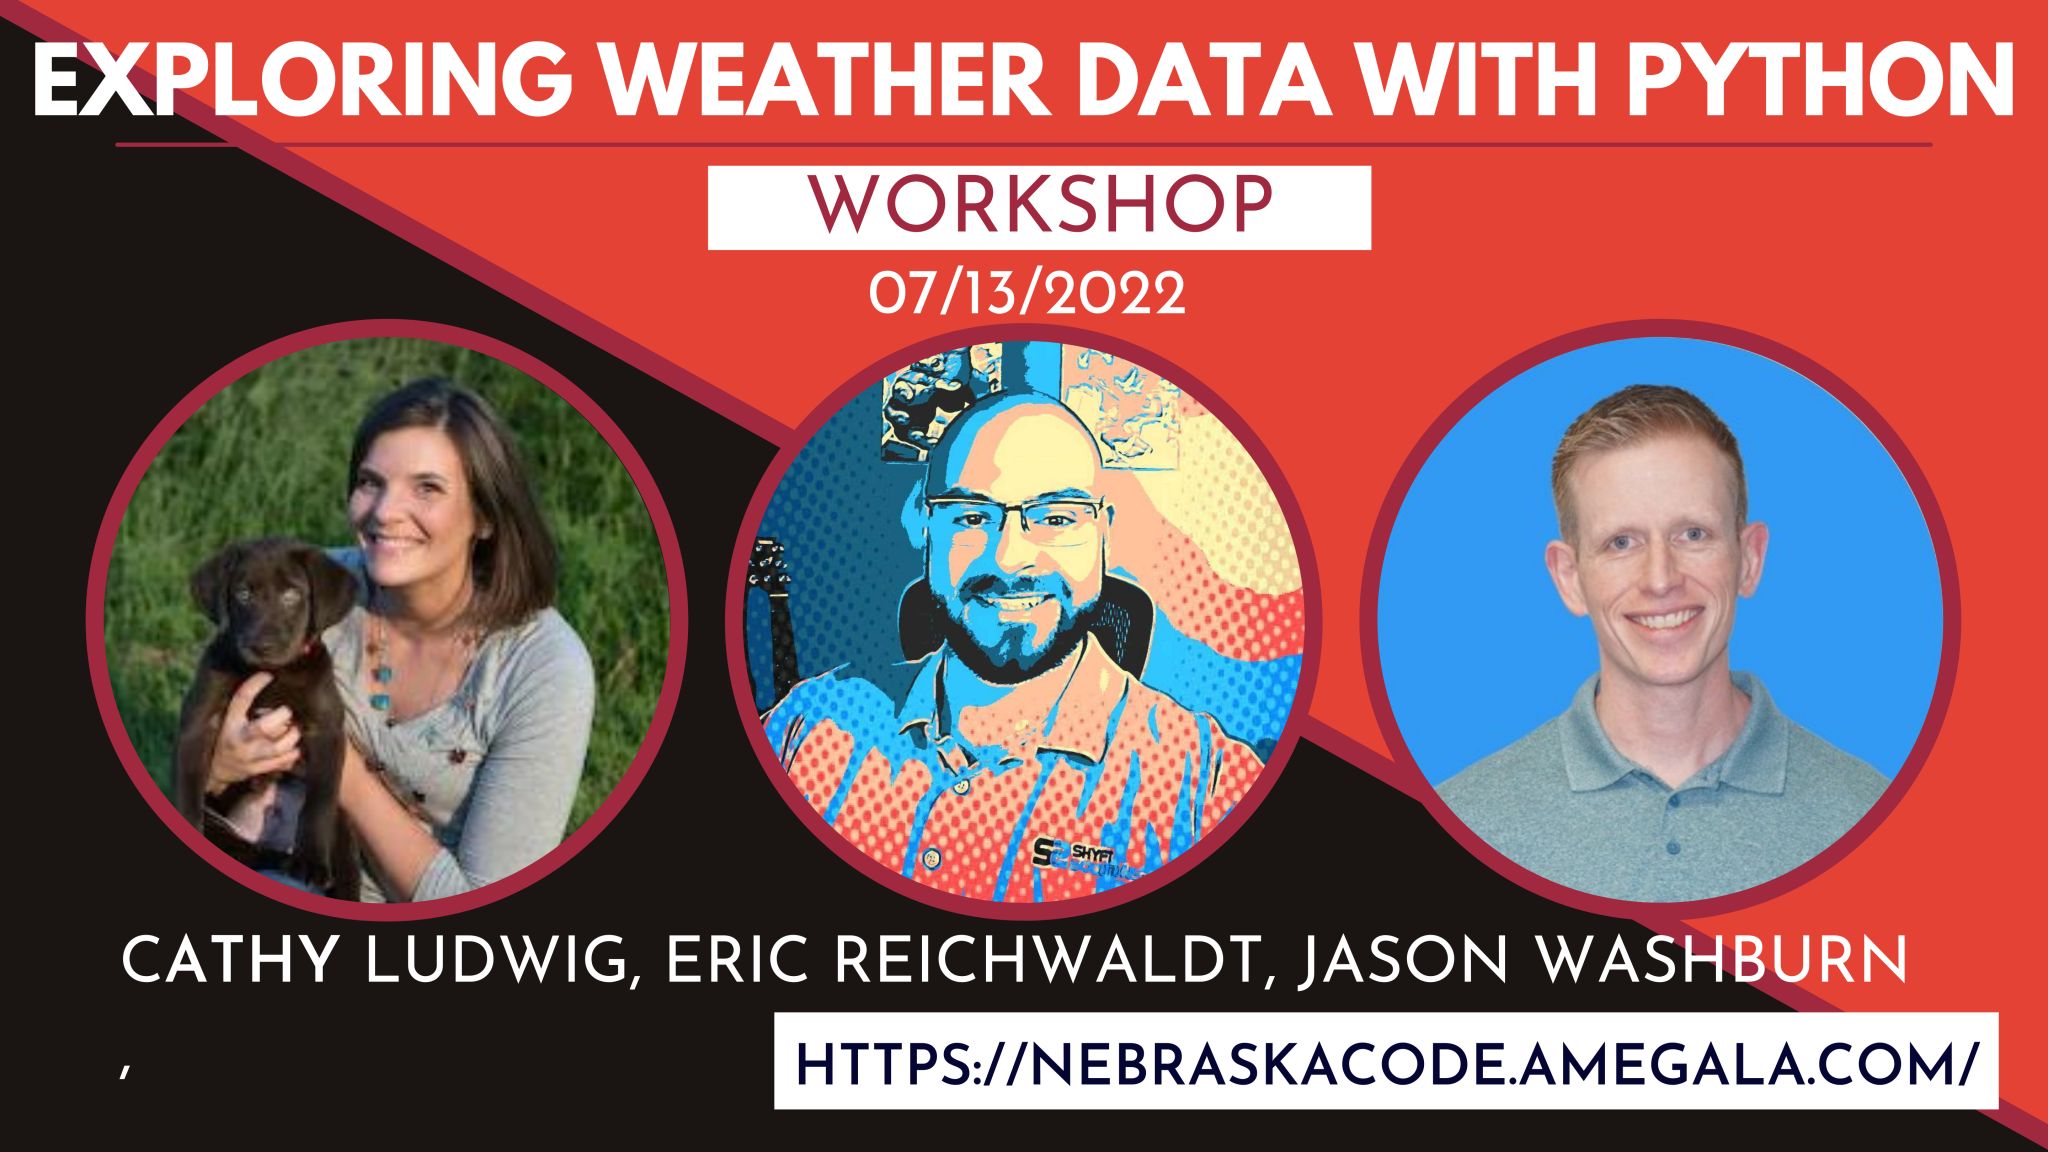 EXPLORING WEATHER DATA WITH PYTHON
WORKSHOP
07/13/2022
SHYFT
CATHY LUDWIG, ERIC REICHWALDT, JASON WASHBURN
,
HTTPS://NEBRASKACODE.AMEGALA.COM/